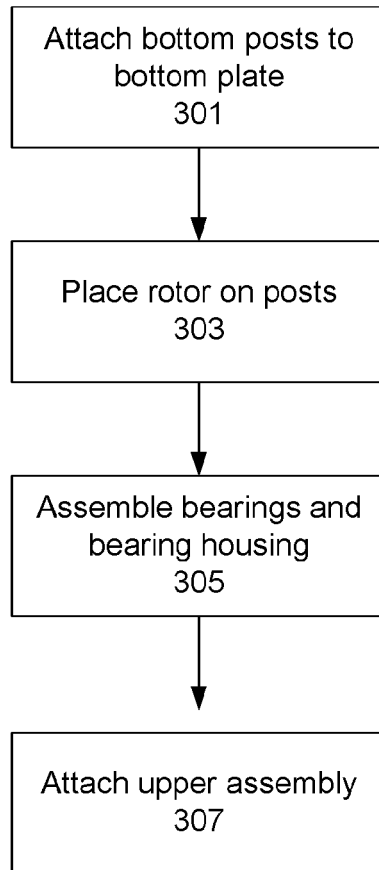 Attach bottom posts to
bottom plate
301
Place rotor on posts
303
Assemble bearings and
bearing housing
305
Attach upper assembly
307